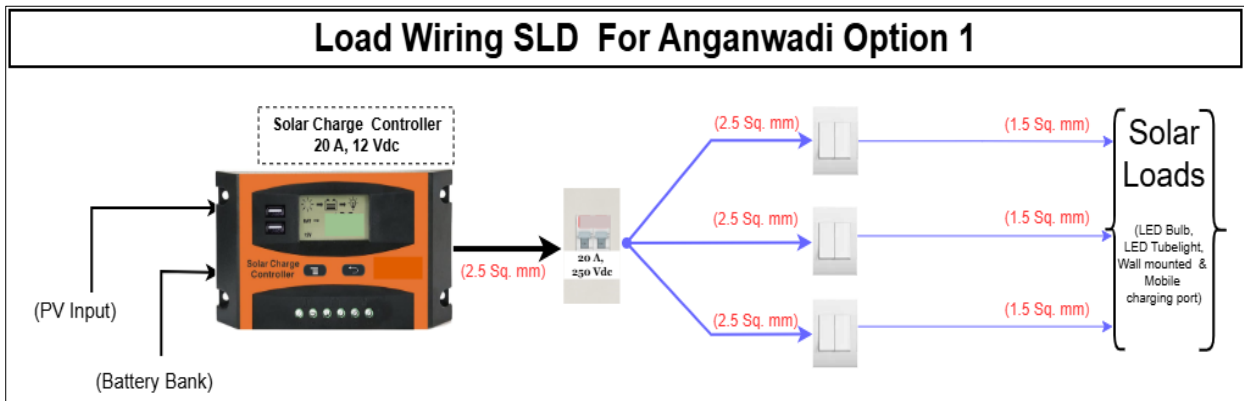 Load Wiring SLD For Anganwadi Option 1
Solar Charge Controller
20 A, 12 Vdc
(PV Input)
(Battery Bank)
Solar Charge
Controller
(2.5 Sq. mm)
20 A,
250 Vdc
(2.5 Sq. mm)
(2.5 Sq. mm)
(2.5 Sq. mm)
(1.5 Sq. mm)
(1.5 Sq. mm)
(1.5 Sq. mm)
Solar
Loads
(LED Bulb,
LED Tubelight,
Wall mounted &
Mobile
charging port)